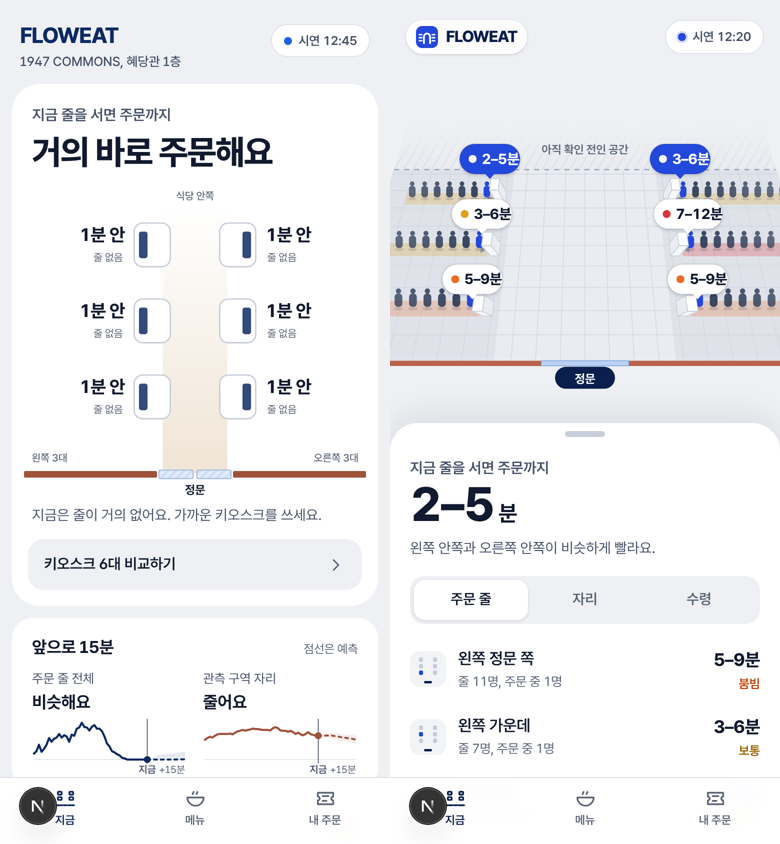 FLOWEAT
시연 12:45
1947 COMMONS, 혜당관 1층
지금 줄을 서면 주문까지
거의 바로 주문해요
식당 안쪽
1분 안
줄 없음
1분 안
줄 없음
1분 안
줄 없음
1분 안
줄 없음
1분 안
줄 없음
1분 안
줄 없음
왼쪽 3대
오른쪽 3대
정문
지금은 줄이 거의 없어요. 가까운 키오스크를 쓰세요.
키오스크 6대 비교하기
앞으로 15분
점선은 예측
주문 줄 전체
비슷해요
지금 +15분
관측 구역 자리
줄어요
지금 +15분
N
지금
메뉴
내 주문
FLOWEAT
시연 12:20
아직 확인 전인 공간
2–5분
3–6분
3–6분
7–12분
5–9분
5–9분
정문
지금 줄을 서면 주문까지
2–5 분
왼쪽 안쪽과 오른쪽 안쪽이 비슷하게 빨라요.
주문 줄
자리
수령
왼쪽 정문 쪽
줄 11명, 주문 중 1명
5–9분
붐빔
왼쪽 가운데
줄 7명, 주문 중 1명
3–6분
보통
N
지금
메뉴
내 주문